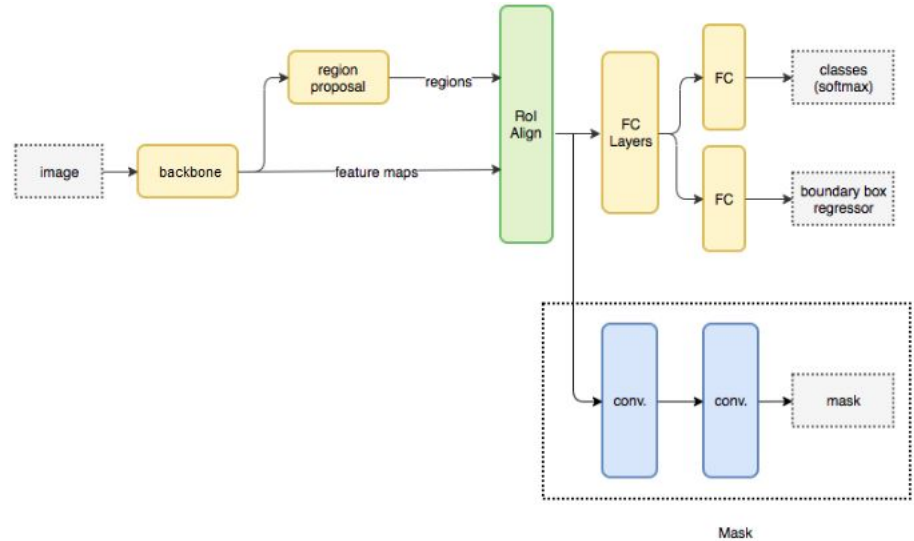 region
proposal
regions
RoI
Align
FC
Layers
FC
classes
(softmax)
image
backbone
feature maps
FC
boundary box
regressor
conv.
conv.
mask
Mask